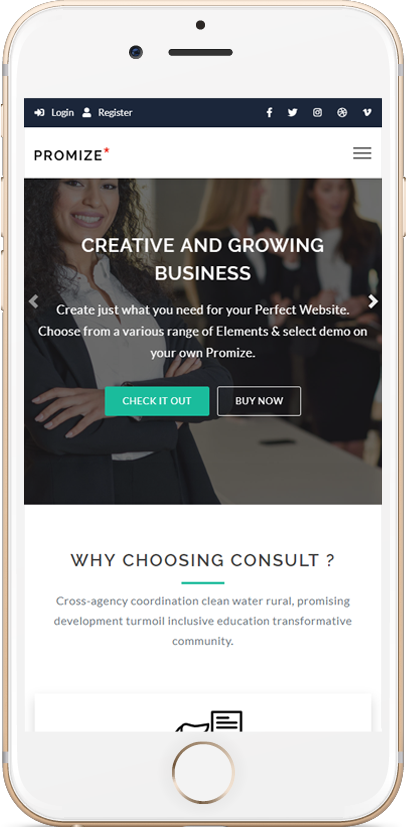 Login Register
PROMIZE*
CREATIVE AND GROWING
BUSINESS
Create just what you need for your Perfect Website.
Choose from a various range of Elements & select demo on
your own Promize.
CHECK IT OUT BUY NOW
WHY CHOOSING CONSULT ?
Cross-agency coordination clean water rural, promising
development turmoil inclusive education transformative
community.